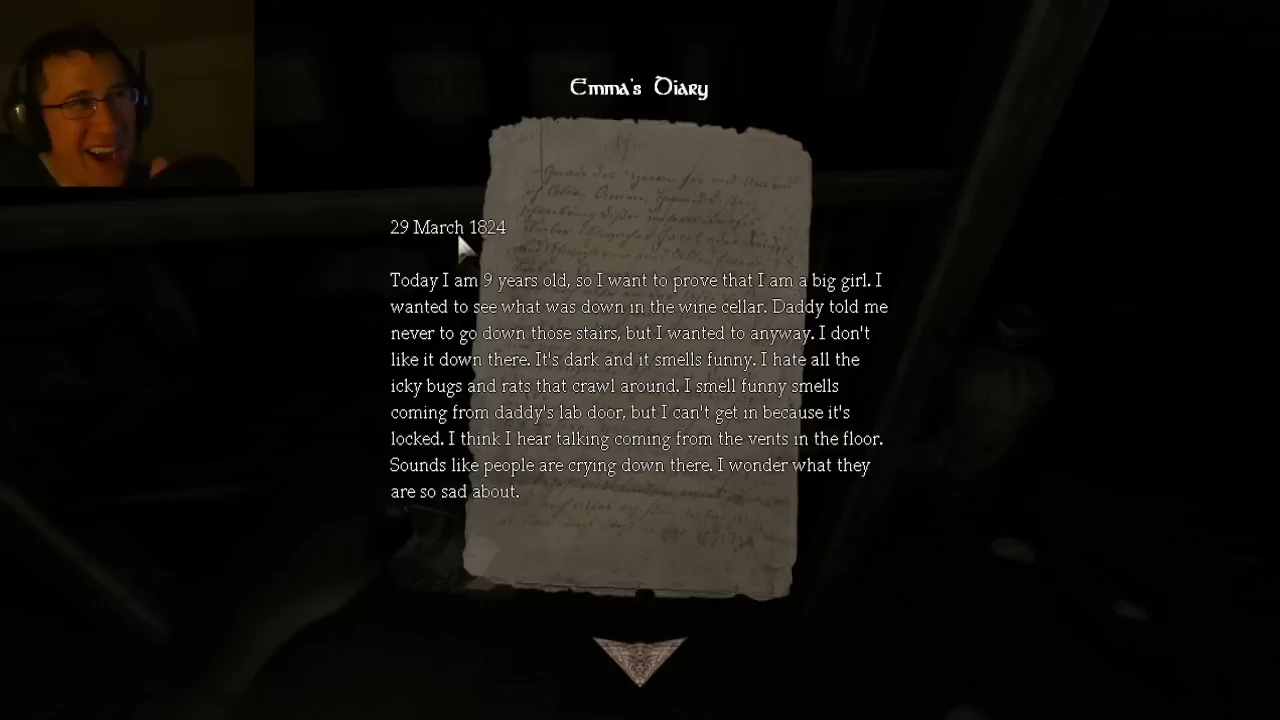 Emma's Diary
29 March 1824
Today I am 9 years old, so I want to prove that I am a big girl. I
wanted to see what was down in the wine cellar. Daddy told me
never to go down those stairs, but I wanted to anyway. I don't
like it down there. It's dark and it smells funny. I hate all the
icky bugs and rats that crawl around. I smell funny smells
coming from daddy's lab door, but I can't get in because it's
locked. I think I hear talking coming from the vents in the floor.
Sounds like people are crying down there. I wonder what they
are so sad about.